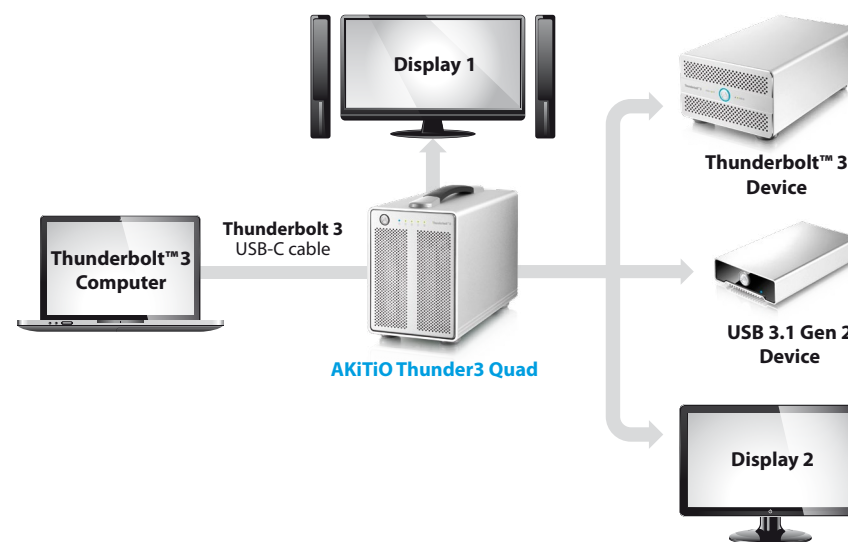 Display 1
Thunderbolt™ 3
Device
Thunderbolt 3
USB-C cable
Thunderbolt™ 3
Computer
USB 3.1 Gen 2
Device
AKiTiO Thunder3 Quad
Display 2